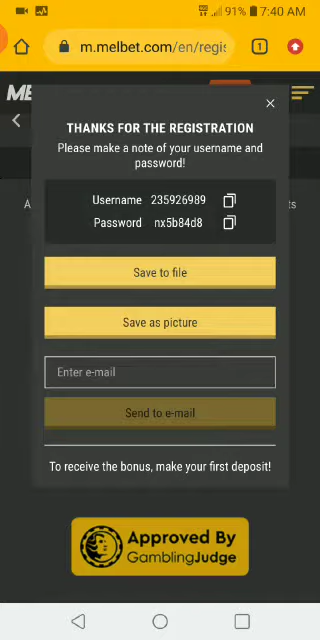 91% 7:40 AM
m.melbet.com/en/regis
1
ME
×
THANKS FOR THE REGISTRATION
Please make a note of your username and
password!
Username 235926989
Password nx5b84d8
A
ts
Save to file
Save as picture
Enter e-mail
Send to e-mail
To receive the bonus, make your first deposit!
Approved By
GamblingJudge